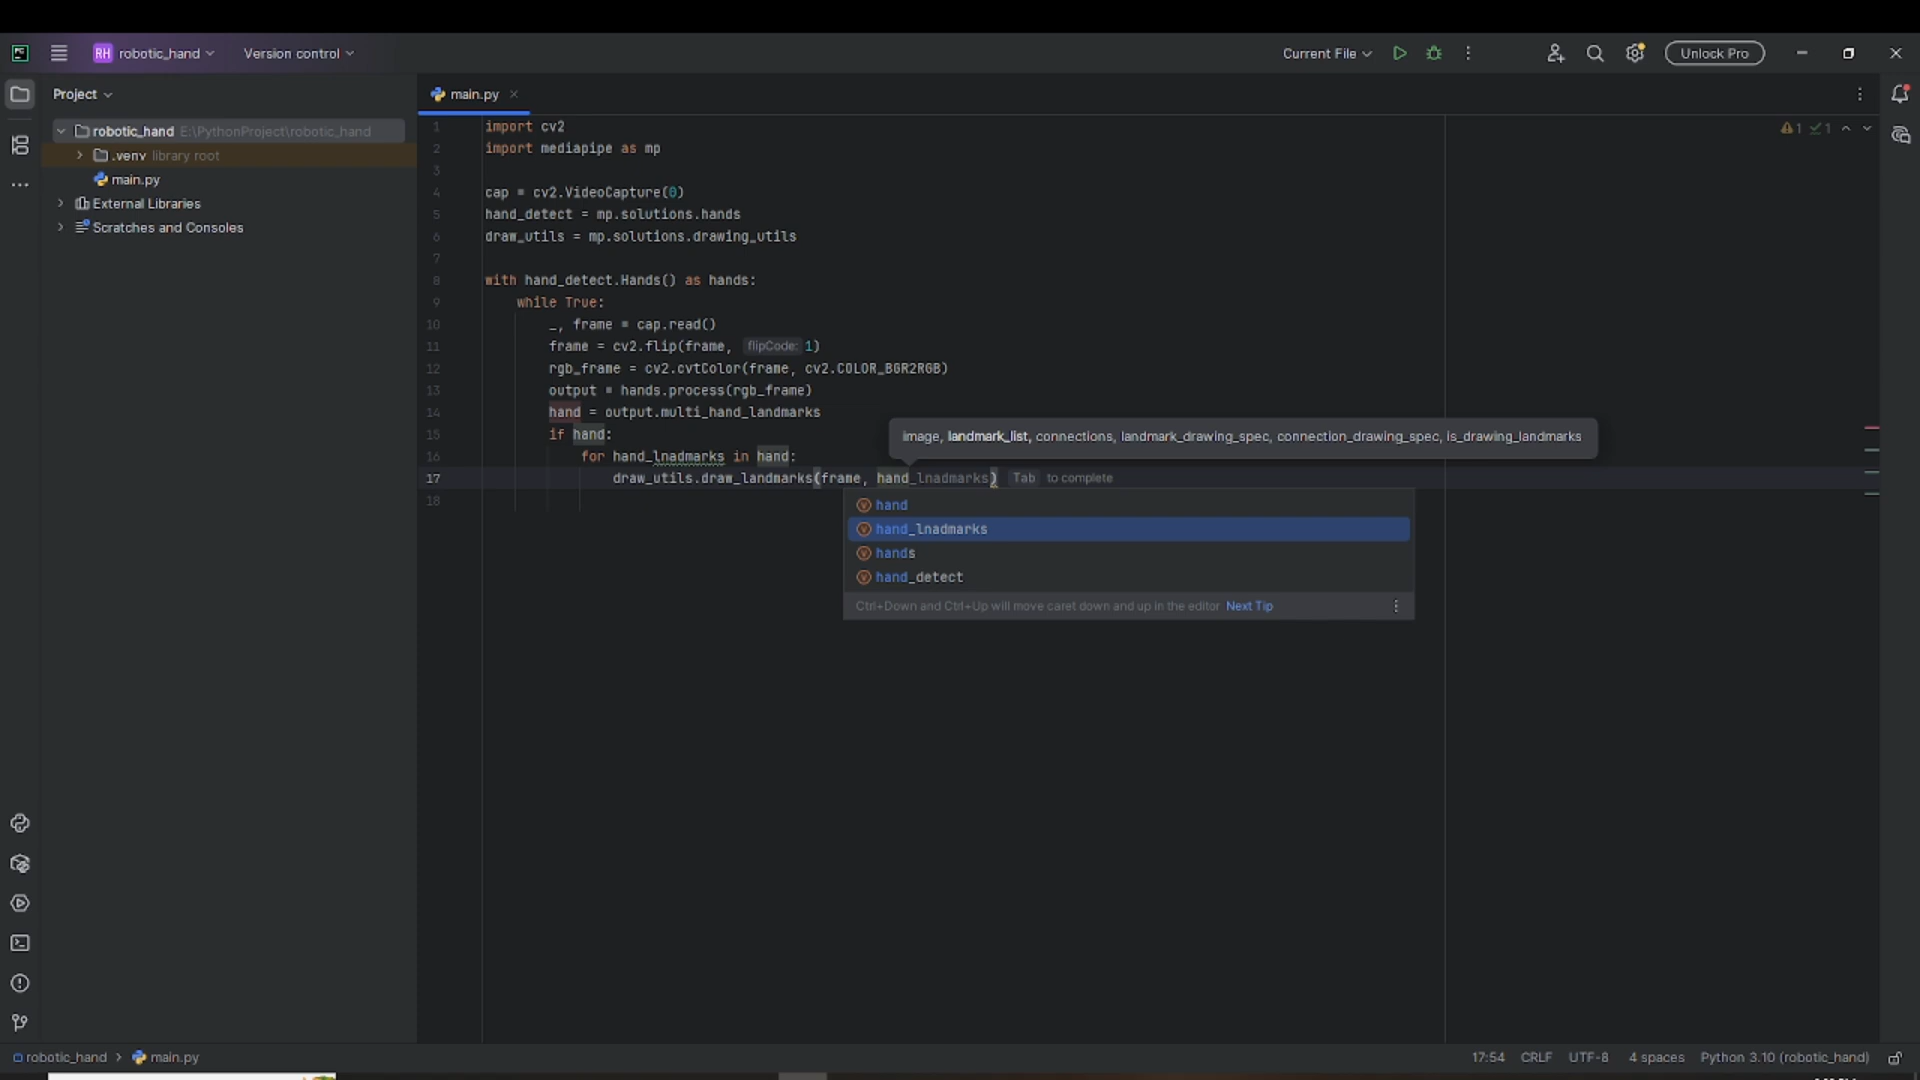 PC
RH robotic_hand
Version control
Current File
Unlock Pro
Project
main.py
robotic_hand E:\PythonProject\robotic_hand
.venv library root
main.py
External Libraries
Scratches and Consoles
1 import cv2
2 import mediapipe as mp
3
4 cap = cv2.VideoCapture(0)
5 hand_detect = mp.solutions.hands
6 draw_utils = mp.solutions.drawing_utils
7
8 with hand_detect.Hands() as hands:
9 while True:
10 _, frame = cap.read()
11 frame = cv2.flip(frame, flipCode: 1)
12 rgb_frame = cv2.cvtColor(frame, cv2.COLOR_BGR2RGB)
13 output = hands.process(rgb_frame)
14 hand = output.multi_hand_landmarks
15 if hand:
16 for hand_lnadmarks in hand:
17 draw_utils.draw_landmarks(frame, hand_lnadmarks) Tab to complete
18
1 1
image, landmark_list, connections, landmark_drawing_spec, connection_drawing_spec, is_drawing_landmarks
hand
hand_lnadmarks
hands
hand_detect
Ctrl+Down and Ctrl+Up will move caret down and up in the editor Next Tip
robotic_hand > main.py
17:54 CRLF UTF-8 4 spaces Python 3.10 (robotic_hand)